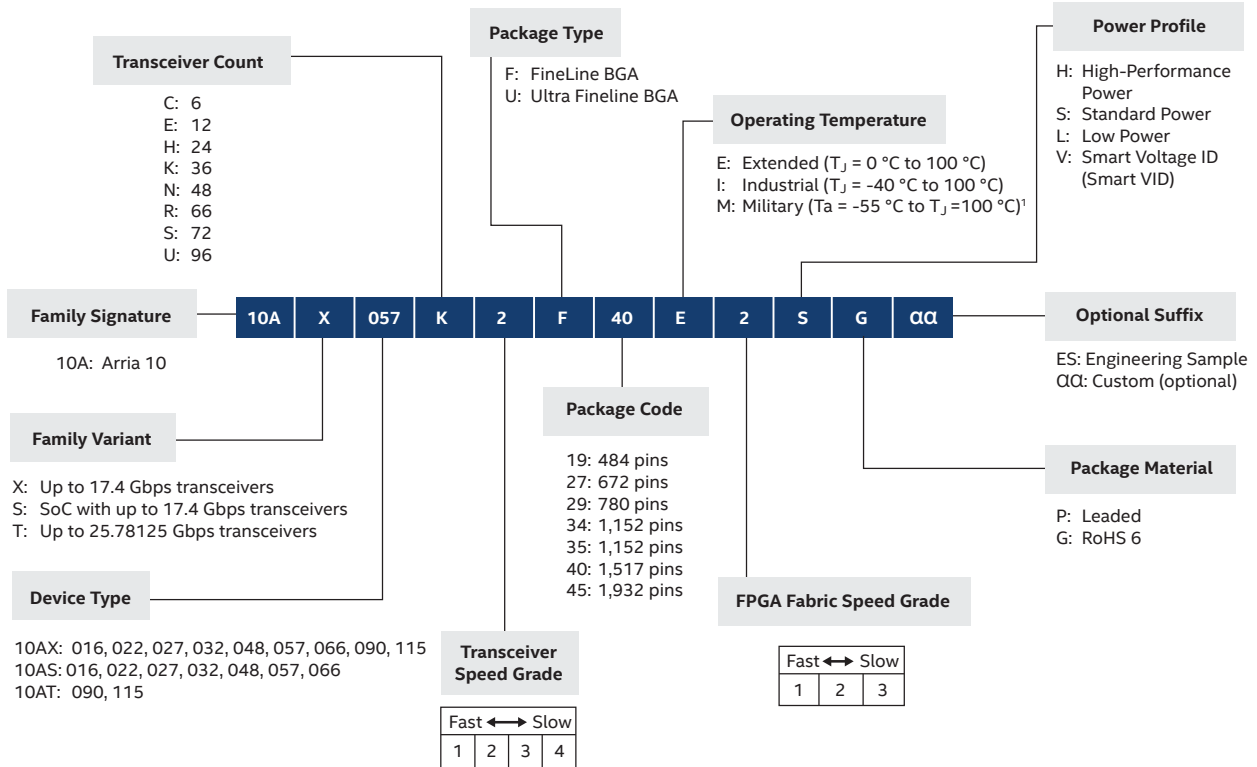 Package Type
F: FineLine BGA
U: Ultra Fineline BGA
Power Profile
H: High-Performance
Power
S: Standard Power
L: Low Power
V: Smart Voltage ID
(Smart VID)
Transceiver Count
C: 6
E: 12
H: 24
K: 36
N: 48
R: 66
S: 72
U: 96
Operating Temperature
E: Extended (TJ = 0 °C to 100 °C)
I: Industrial (TJ = -40 °C to 100 °C)
M: Military (Ta = -55 °C to TJ =100 °C)¹
Family Signature
10A: Arria 10
10A X 057 K 2 F 40 E 2 S G αα
Optional Suffix
ES: Engineering Sample
αα: Custom (optional)
Family Variant
X: Up to 17.4 Gbps transceivers
S: SoC with up to 17.4 Gbps transceivers
T: Up to 25.78125 Gbps transceivers
Package Code
19: 484 pins
27: 672 pins
29: 780 pins
34: 1,152 pins
35: 1,152 pins
40: 1,517 pins
45: 1,932 pins
Package Material
P: Leaded
G: RoHS 6
Device Type
10AX: 016, 022, 027, 032, 048, 057, 066, 090, 115
10AS: 016, 022, 027, 032, 048, 057, 066
10AT: 090, 115
Transceiver
Speed Grade
Fast ↔ Slow
1 2 3 4
FPGA Fabric Speed Grade
Fast ↔ Slow
1 2 3